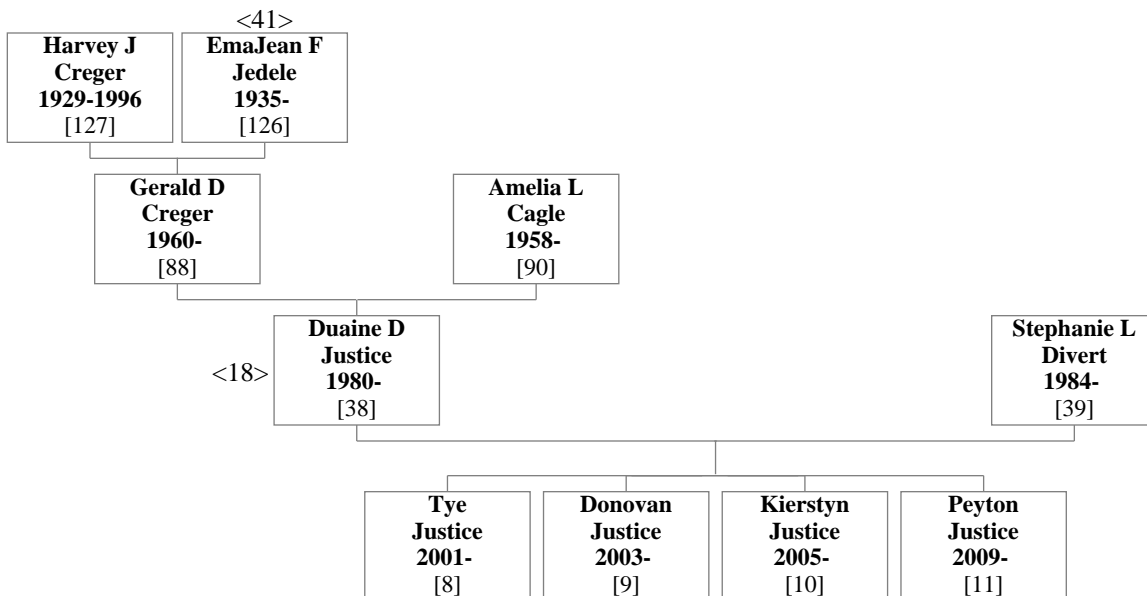 <41>
Harvey J
Creger
1929-1996
[127]
EmaJean F
Jedele
1935-
[126]
Gerald D
Creger
1960-
[88]
Amelia L
Cagle
1958-
[90]
<18>
Duaine D
Justice
1980-
[38]
Stephanie L
Divert
1984-
[39]
Tye
Justice
2001-
[8]
Donovan
Justice
2003-
[9]
Kierstyn
Justice
2005-
[10]
Peyton
Justice
2009-
[11]